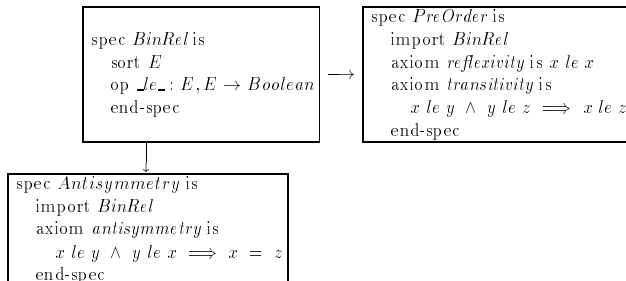 spec BinRel is
sort E
op _le_ : E, E → Boolean
end-spec
spec PreOrder is
import BinRel
axiom reflexivity is x le x
axiom transitivity is
x le y ∧ y le z ⟹ x le z
end-spec
spec Antisymmetry is
import BinRel
axiom antisymmetry is
x le y ∧ y le x ⟹ x = z
end-spec